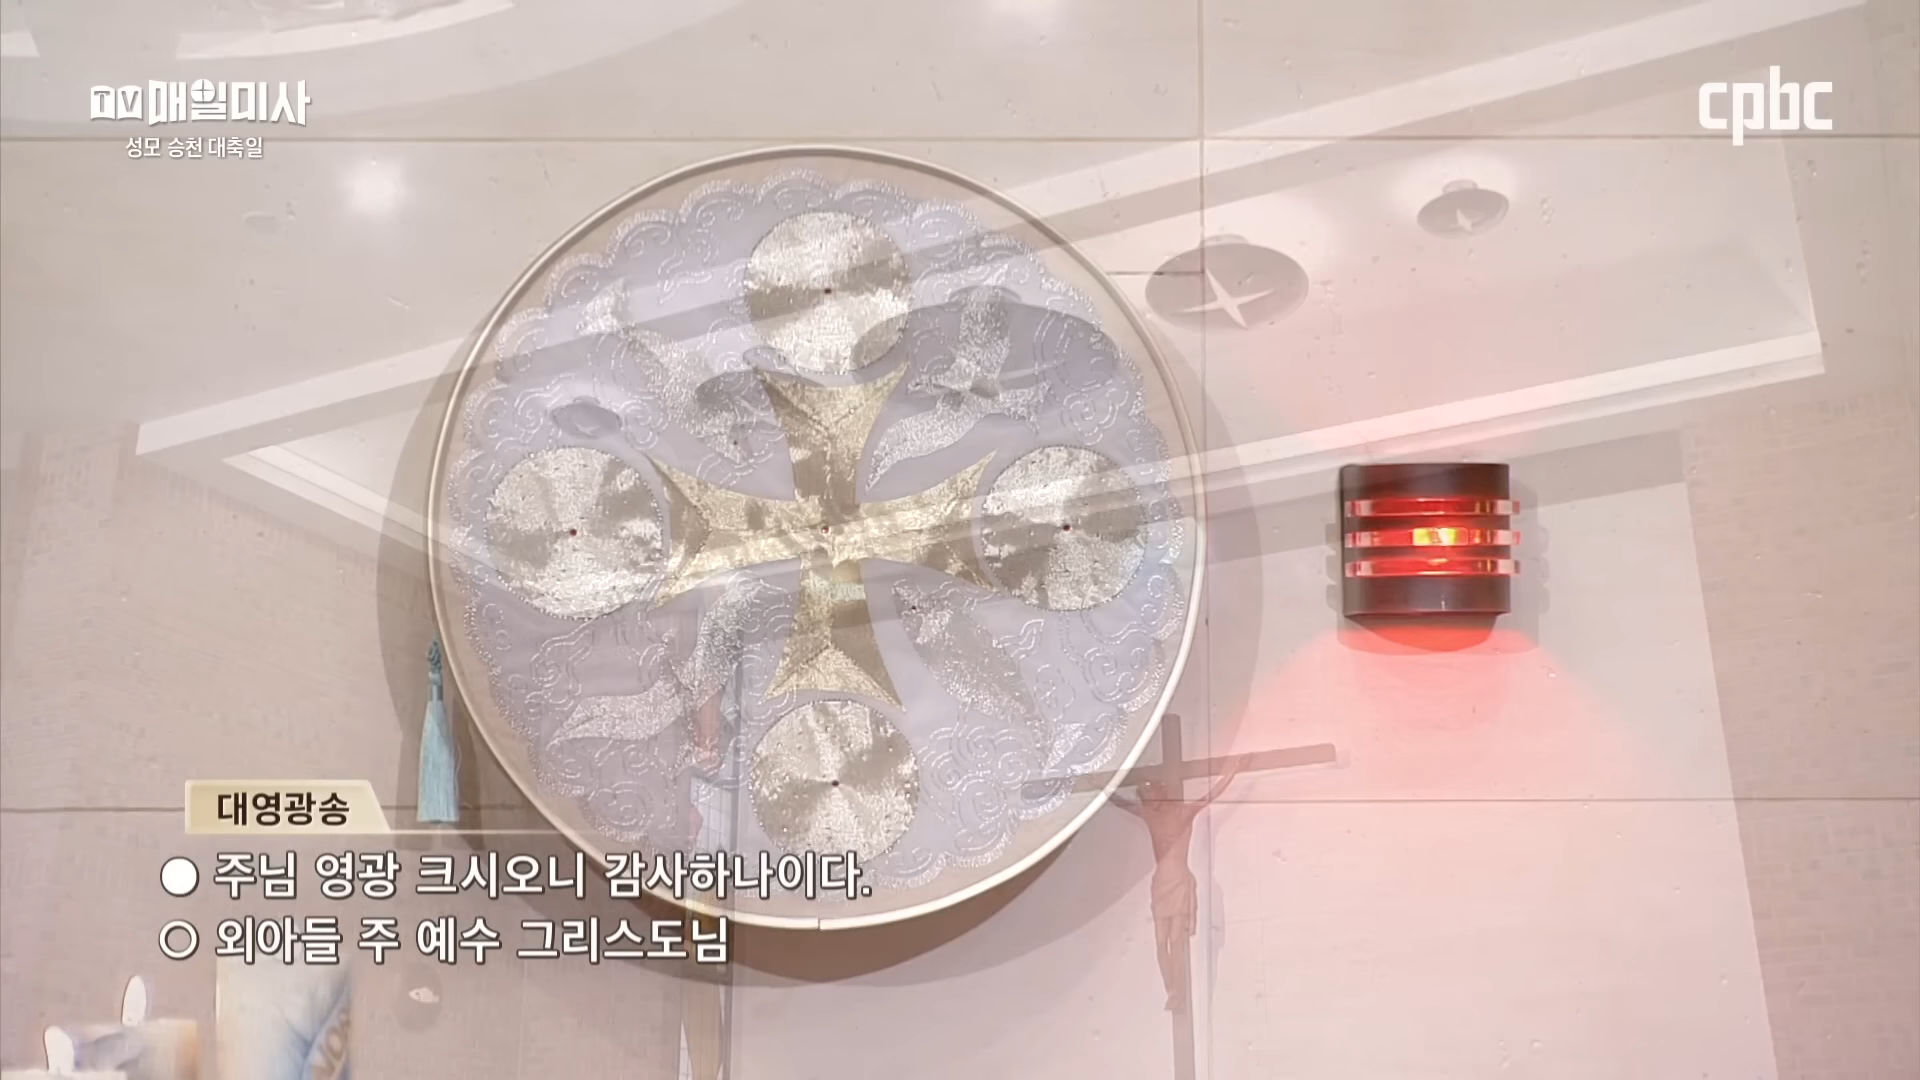 TV매일미사
성모 승천 대축일
cpbc
대영광송
● 주님 영광 크시오니 감사하나이다.
○ 외아들 주 예수 그리스도님